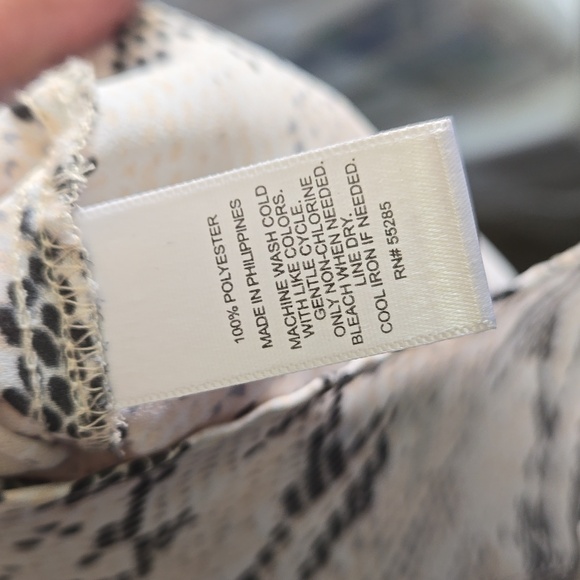 100% POLYESTER
MADE IN PHILIPPINES
MACHINE WASH COLD
WITH LIKE COLORS.
GENTLE CYCLE.
ONLY NON-CHLORINE
BLEACH WHEN NEEDED.
LINE DRY.
COOL IRON IF NEEDED.
RN# 55285